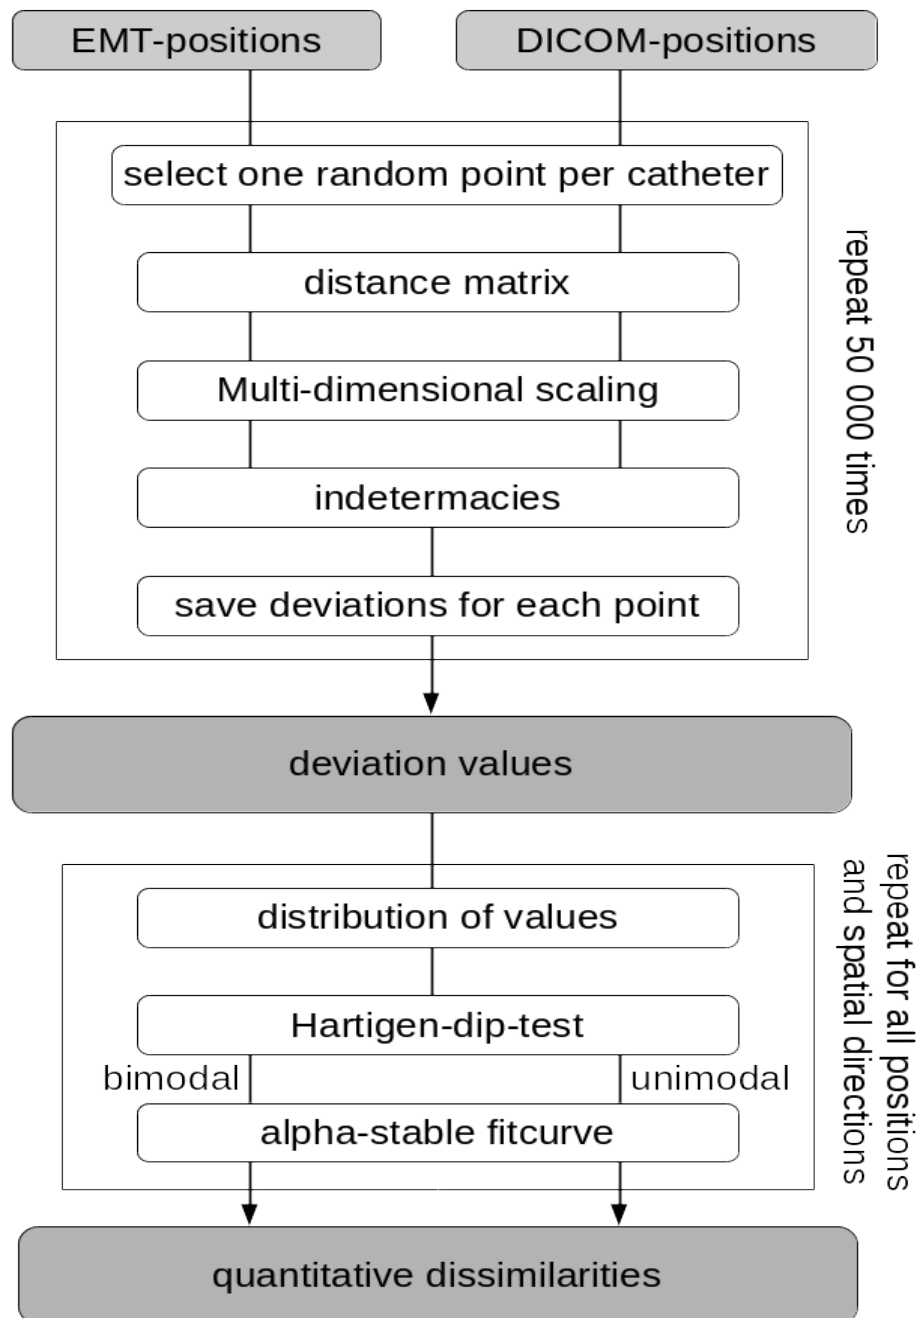 EMT-positions
DICOM-positions
select one random point per catheter
distance matrix
Multi-dimensional scaling
indetermacies
save deviations for each point
repeat 50 000 times
deviation values
distribution of values
Hartigen-dip-test
bimodal
unimodal
alpha-stable fitcurve
repeat for all positions
and spatial directions
quantitative dissimilarities